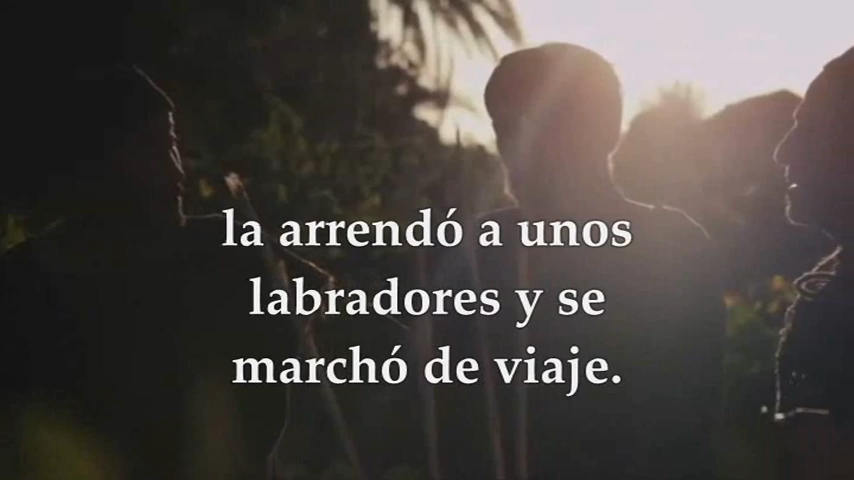 la arrendó a unos
labradores y se
marchó de viaje.